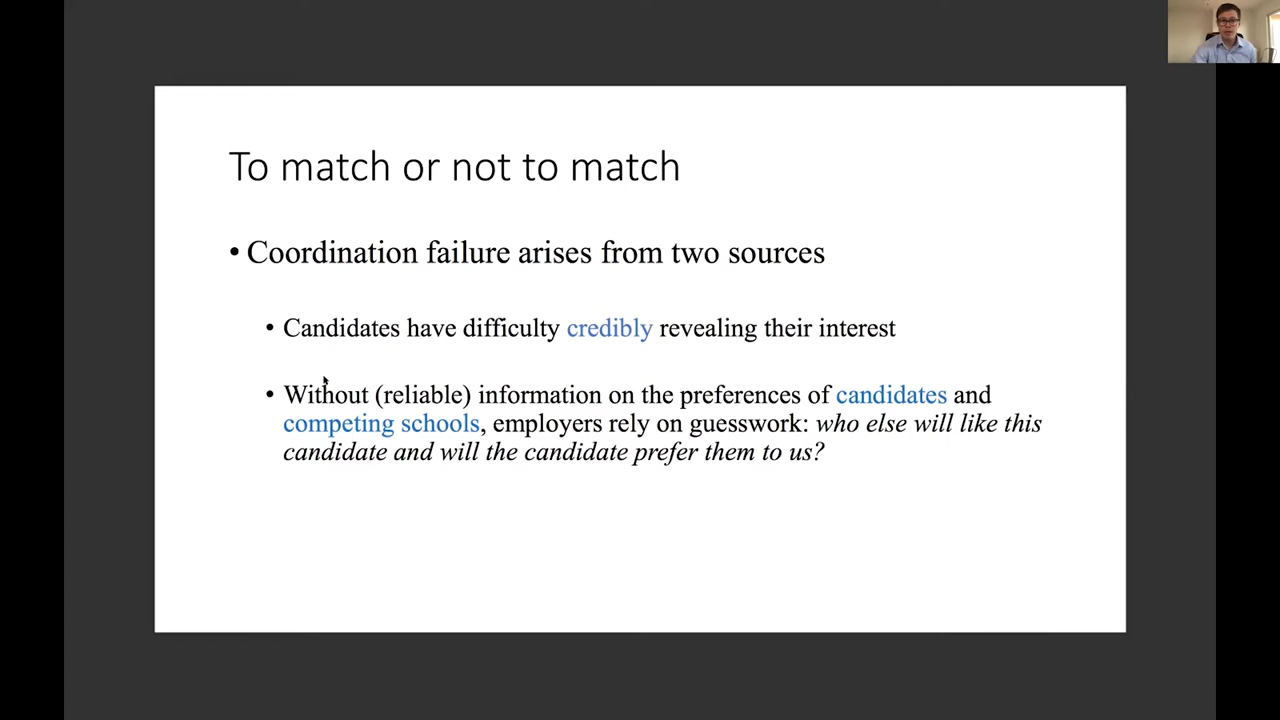 To match or not to match
• Coordination failure arises from two sources
• Candidates have difficulty credibly revealing their interest
• Without (reliable) information on the preferences of candidates and
competing schools, employers rely on guesswork: who else will like this
candidate and will the candidate prefer them to us?